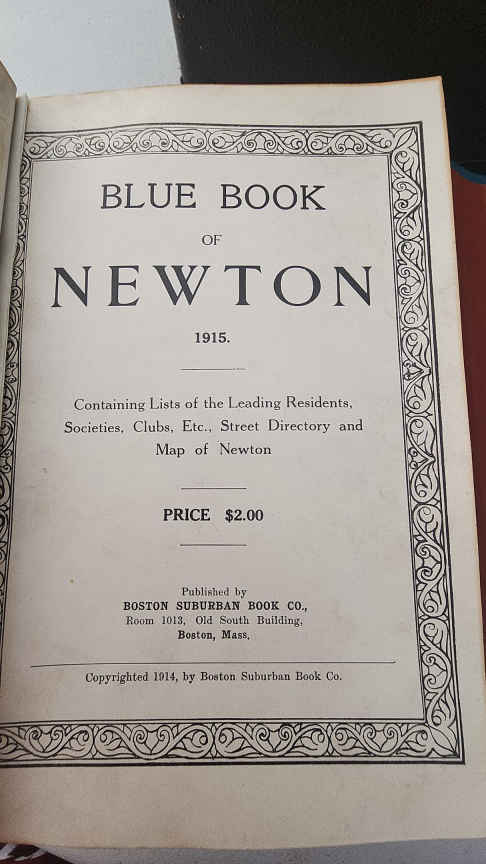 BLUE BOOK
OF
NEWTON
1915.
Containing Lists of the Leading Residents,
Societies, Clubs, Etc., Street Directory and
Map of Newton
PRICE $2.00
Published by
BOSTON SUBURBAN BOOK CO.,
Room 1013, Old South Building,
Boston, Mass.
Copyrighted 1914, by Boston Suburban Book Co.